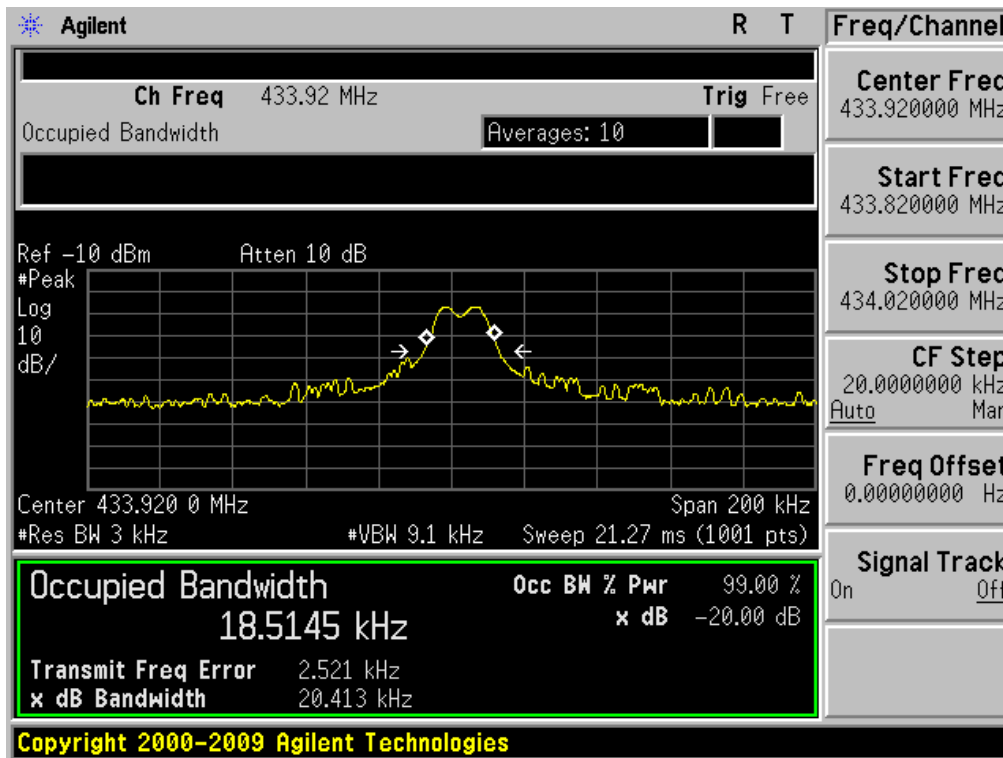 Agilent R T
Ch Freq 433.92 MHz Trig Free
Occupied Bandwidth Averages: 10
Ref -10 dBm Atten 10 dB
#Peak
Log
10
dB/
Center 433.920 0 MHz Span 200 kHz
#Res BW 3 kHz #VBW 9.1 kHz Sweep 21.27 ms (1001 pts)
Occupied Bandwidth Occ BW % Pwr 99.00 %
18.5145 kHz x dB -20.00 dB
Transmit Freq Error 2.521 kHz
x dB Bandwidth 20.413 kHz
Copyright 2000-2009 Agilent Technologies
Freq/Channel
Center Freq
433.920000 MHz
Start Freq
433.820000 MHz
Stop Freq
434.020000 MHz
CF Step
20.0000000 kHz
Auto Man
Freq Offset
0.00000000 Hz
Signal Track
On Off